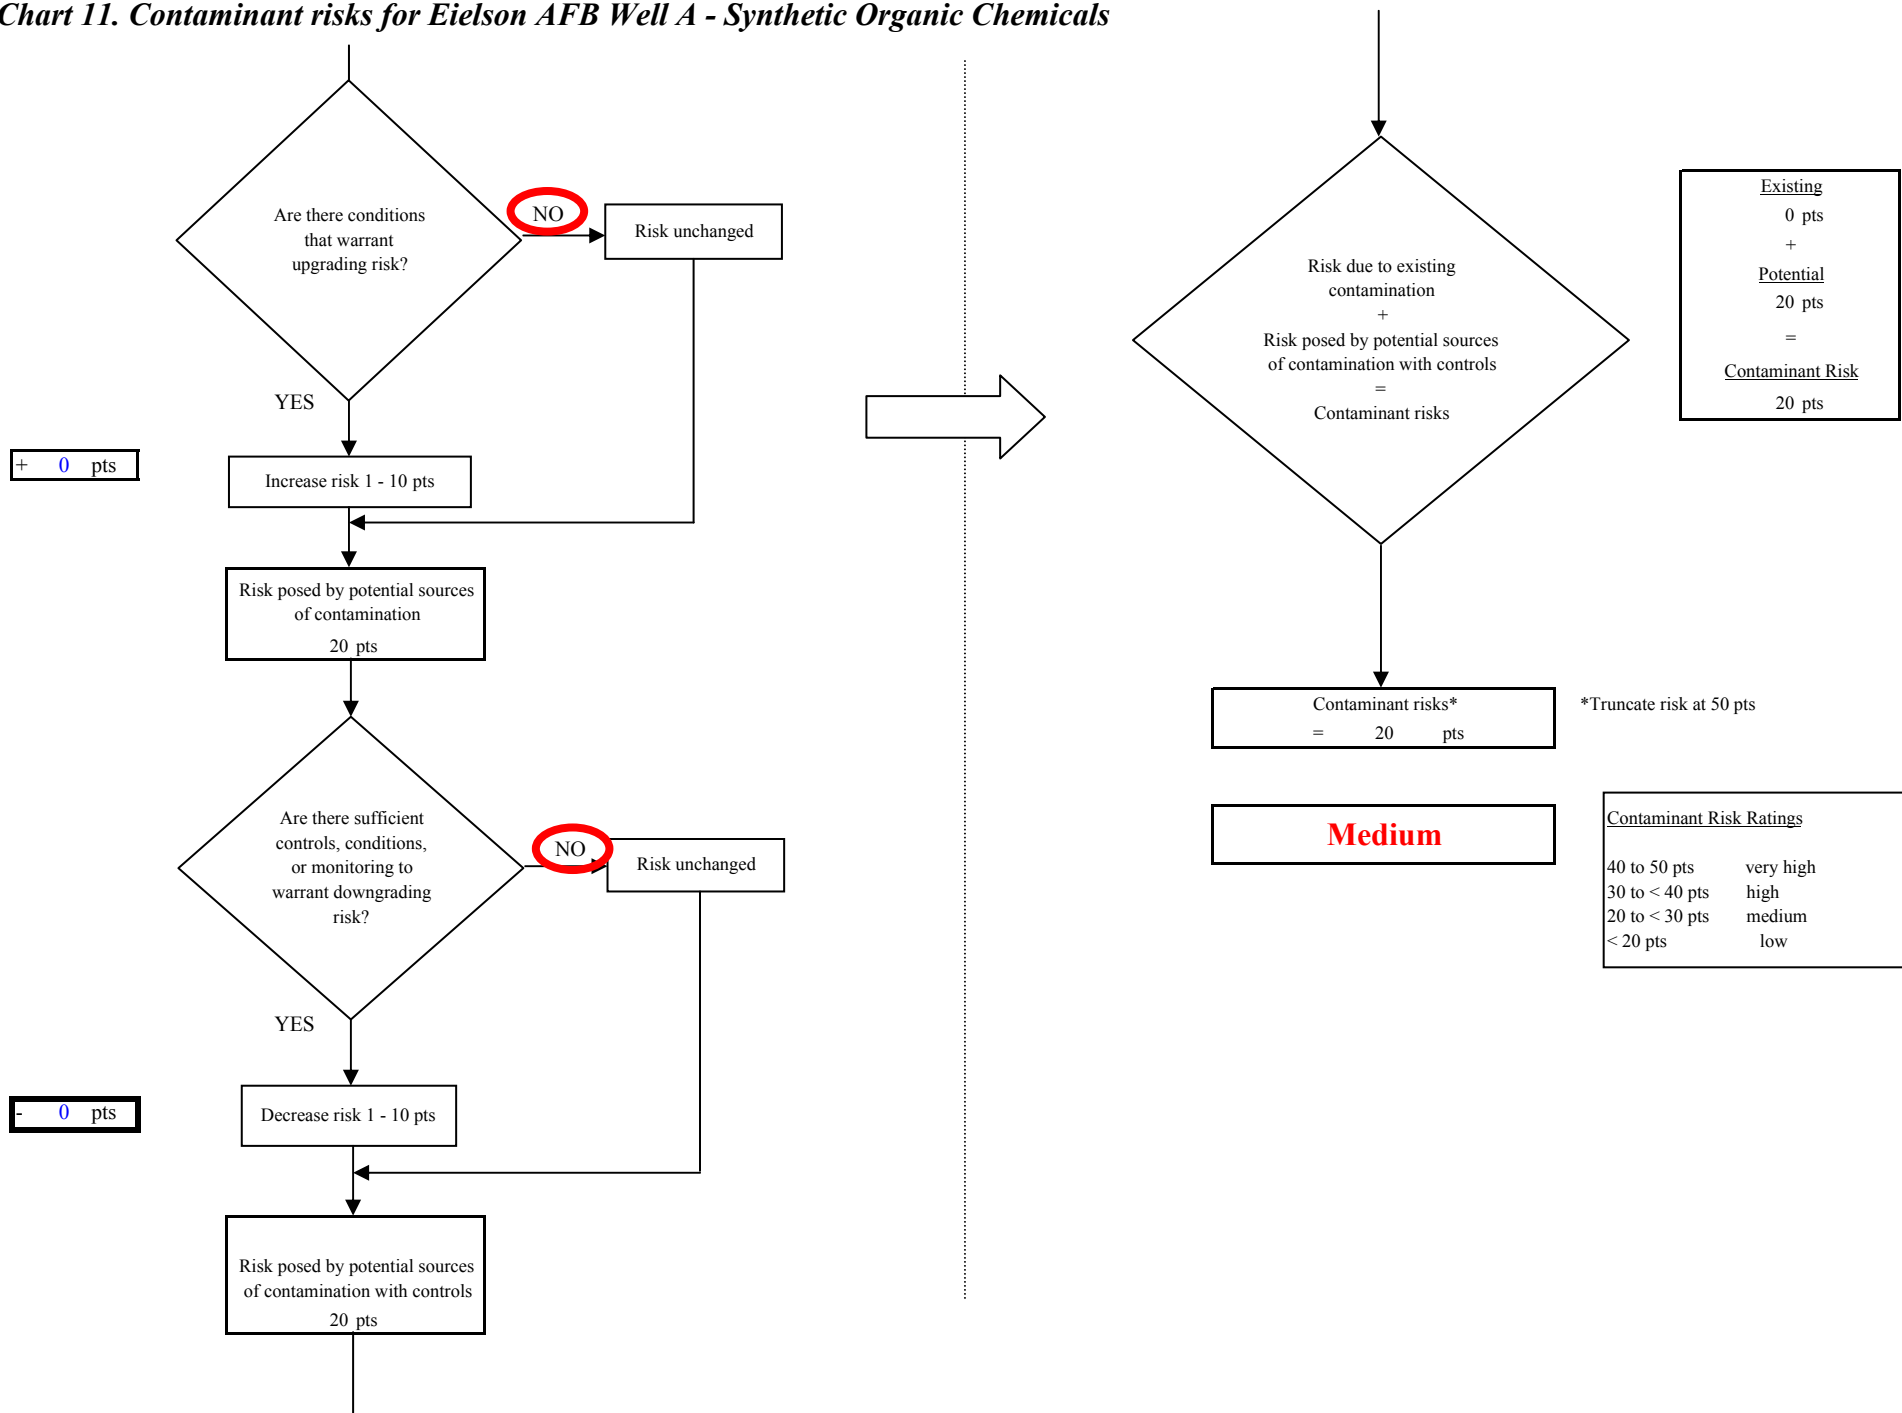 Chart 11. Contaminant risks for Eielson AFB Well A - Synthetic Organic Chemicals
Are there conditions
that warrant
upgrading risk?
NO
Risk unchanged
YES
+ 0 pts
Increase risk 1 - 10 pts
Risk posed by potential sources
of contamination
20 pts
Are there sufficient
controls, conditions,
or monitoring to
warrant downgrading
risk?
NO
Risk unchanged
YES
- 0 pts
Decrease risk 1 - 10 pts
Risk posed by potential sources
of contamination with controls
20 pts
Risk due to existing
contamination
+
Risk posed by potential sources
of contamination with controls
=
Contaminant risks
Existing
0 pts
+
Potential
20 pts
=
Contaminant Risk
20 pts
Contaminant risks*
= 20 pts
*Truncate risk at 50 pts
Medium
Contaminant Risk Ratings
40 to 50 pts very high
30 to < 40 pts high
20 to < 30 pts medium
< 20 pts low